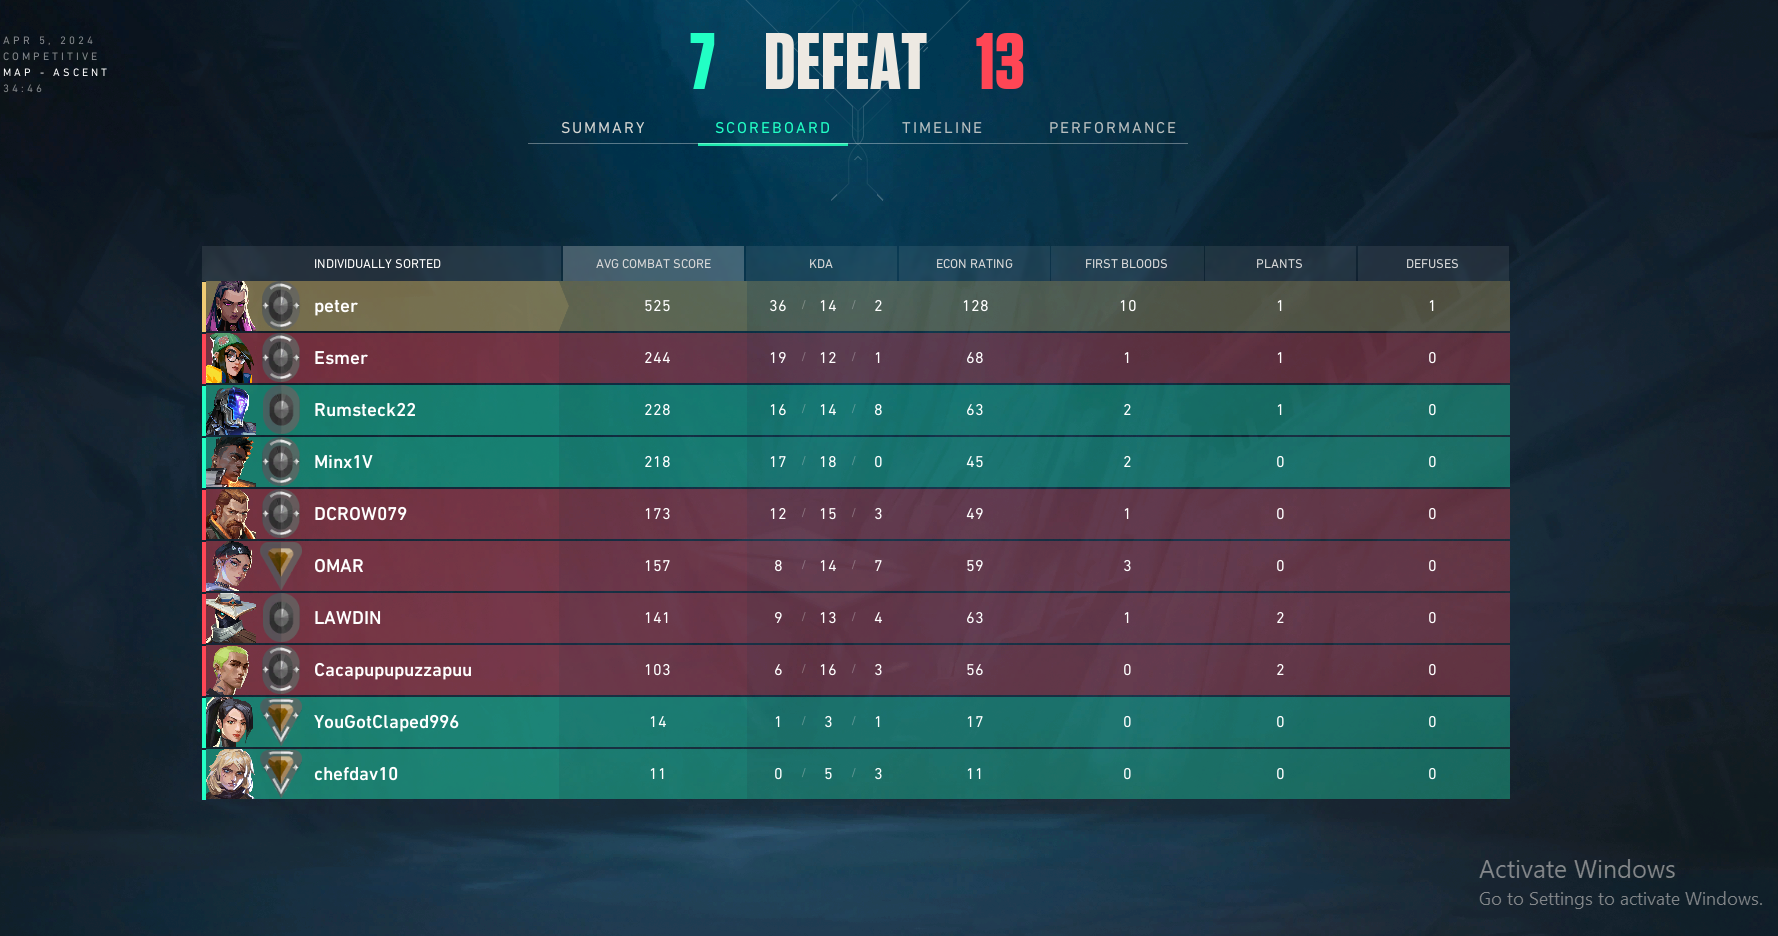 APR 5, 2024
COMPETITIVE
MAP - ASCENT
34:46
7 DEFEAT 13
SUMMARY SCOREBOARD TIMELINE PERFORMANCE
INDIVIDUALLY SORTED AVG COMBAT SCORE KDA ECON RATING FIRST BLOODS PLANTS DEFUSES
peter 525 36 / 14 / 2 128 10 1 1
Esmer 244 19 / 12 / 1 68 1 1 0
Rumsteck22 228 16 / 14 / 8 63 2 1 0
Minx1V 218 17 / 18 / 0 45 2 0 0
DCROW079 173 12 / 15 / 3 49 1 0 0
OMAR 157 8 / 14 / 7 59 3 0 0
LAWDIN 141 9 / 13 / 4 63 1 2 0
Cacapupupuzzapuu 103 6 / 16 / 3 56 0 2 0
YouGotClaped996 14 1 / 3 / 1 17 0 0 0
chefdav10 11 0 / 5 / 3 11 0 0 0
Activate Windows
Go to Settings to activate Windows.